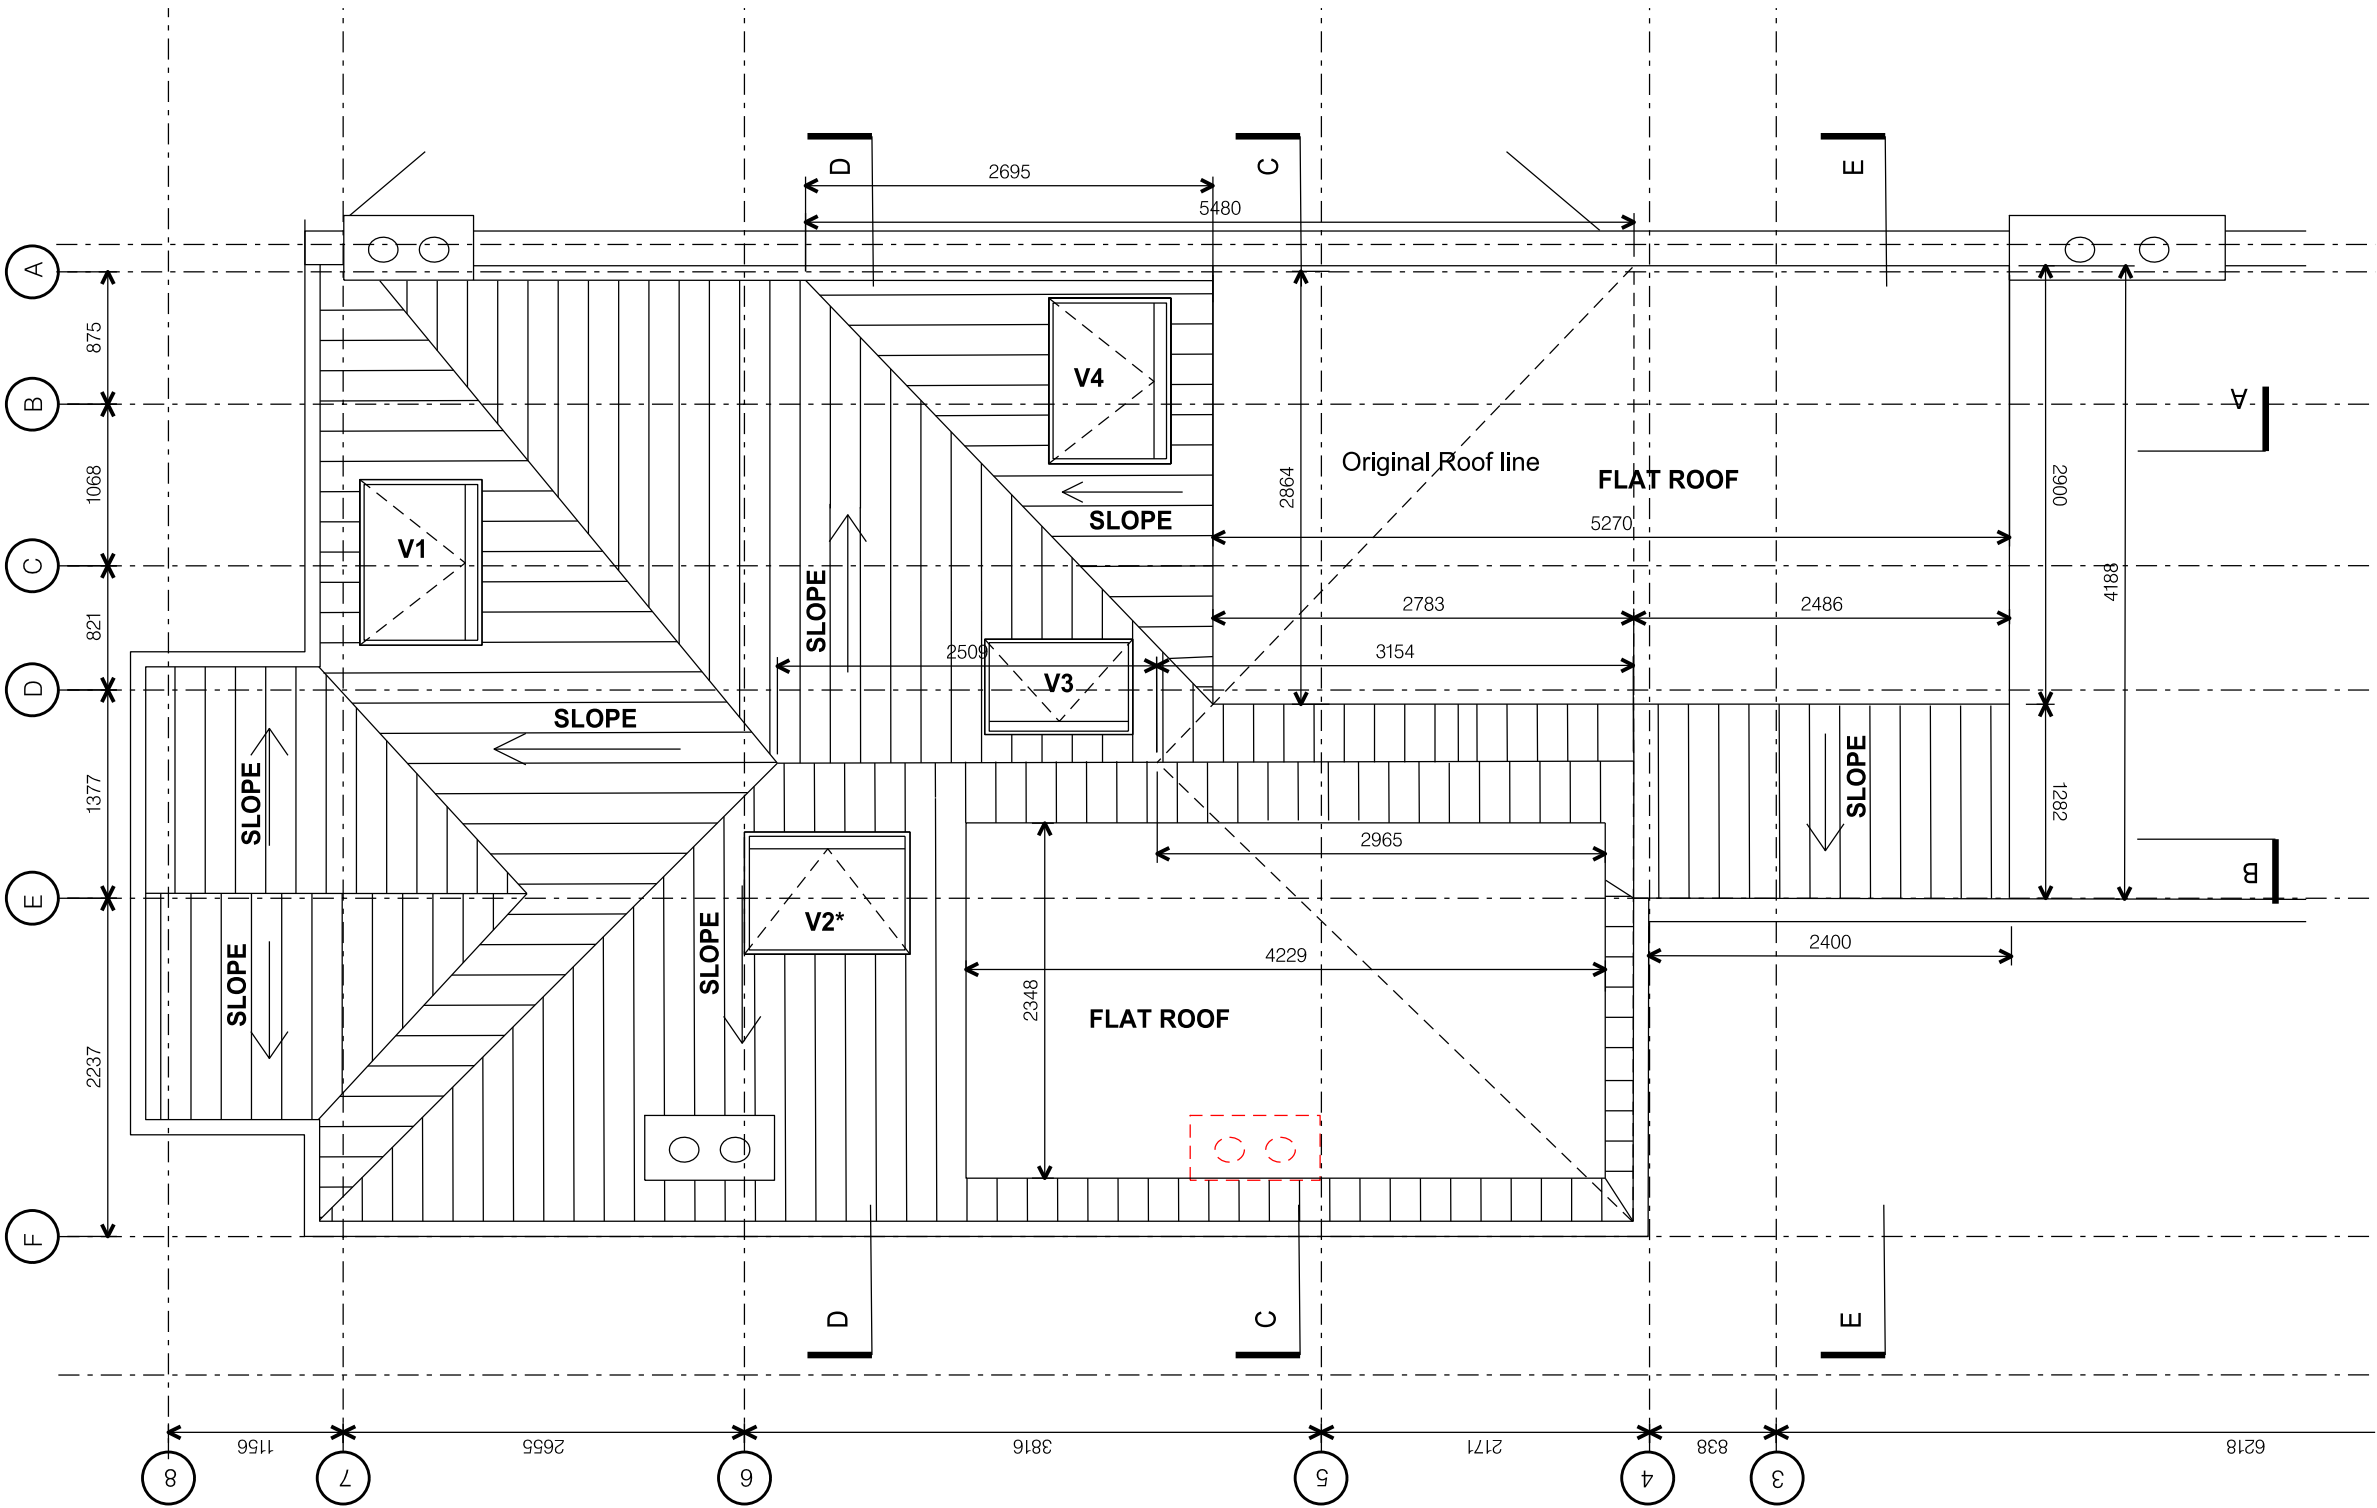 D
C
E
2695
5480
A
875
B
1068
C
821
D
1377
E
2237
F
V4
V1
Original Roof line
FLAT ROOF
2864
2900
A
5270
SLOPE
SLOPE
4188
2783
2486
2509
3154
V3
SLOPE
SLOPE
SLOPE
1282
2965
B
V2*
SLOPE
SLOPE
2400
4229
2348
FLAT ROOF
D
C
E
1156
2655
3816
2171
838
6218
8
7
6
5
4
3